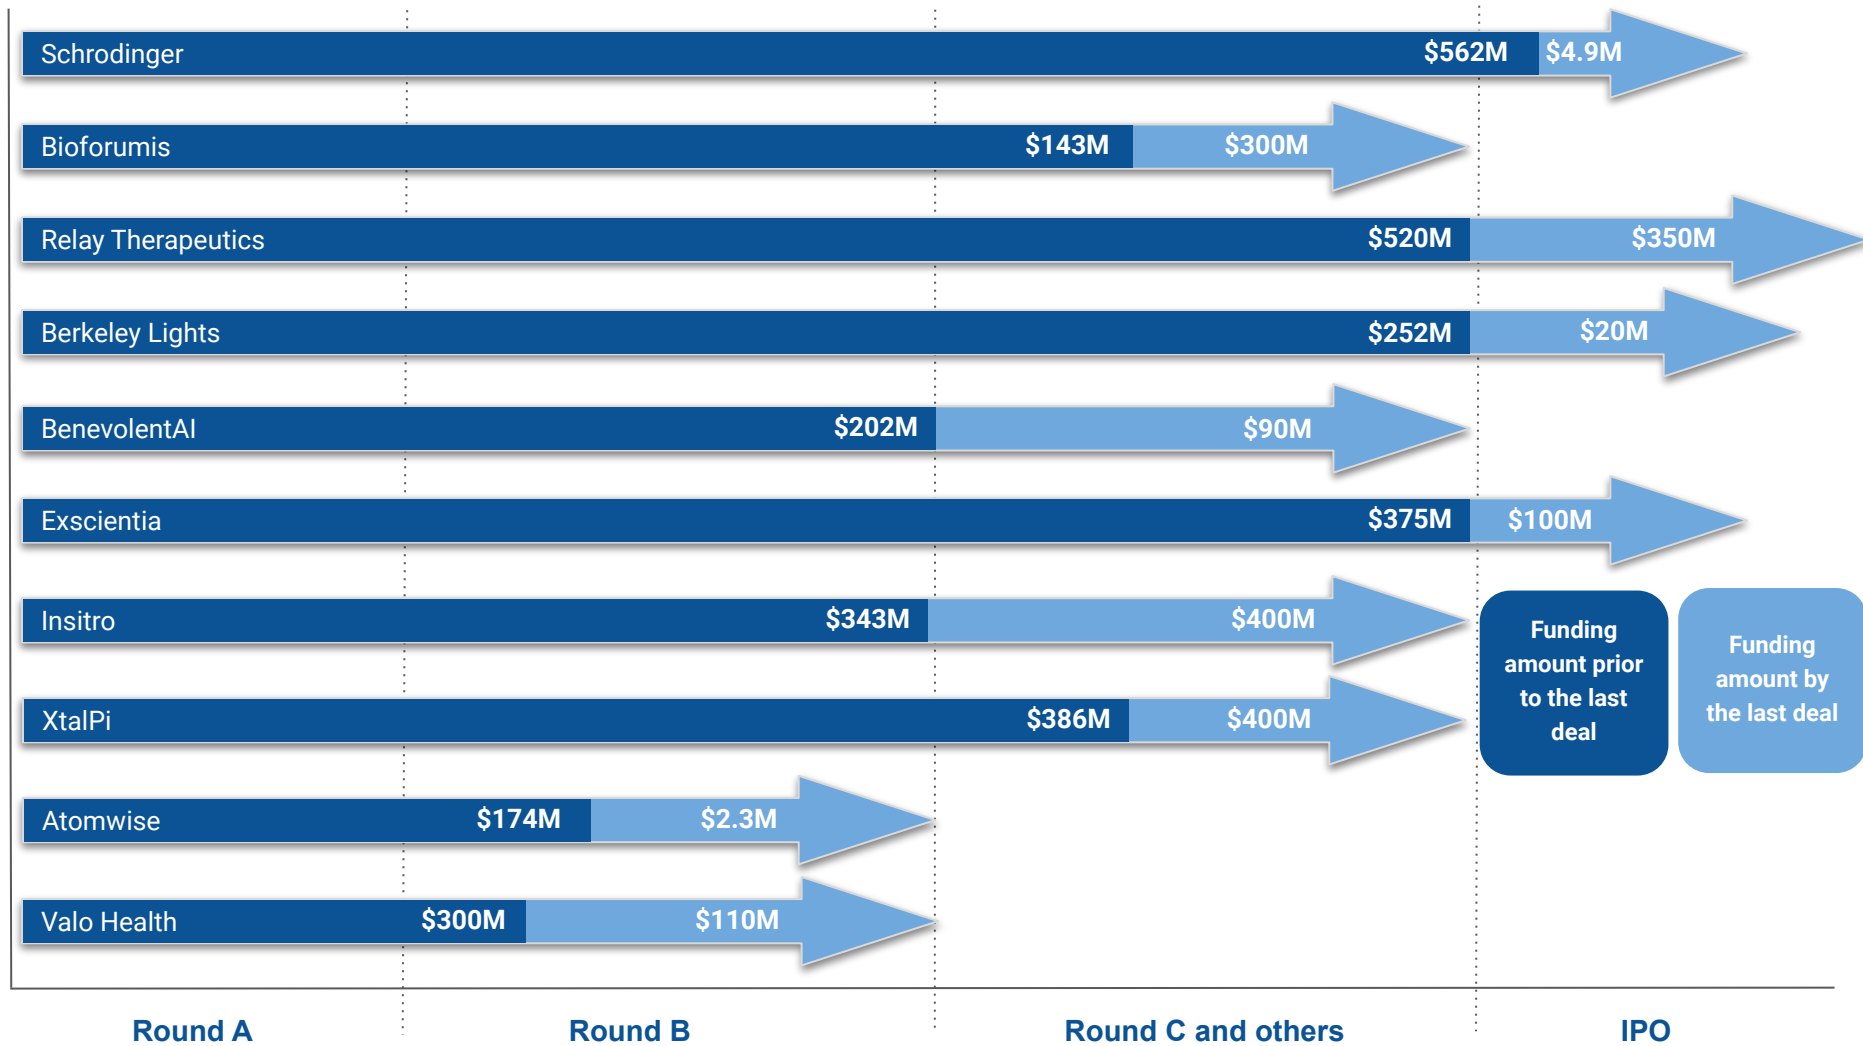 Schrodinger $562M $4.9M
Bioforumis $143M $300M
Relay Therapeutics $520M $350M
Berkeley Lights $252M $20M
BenevolentAI $202M $90M
Exscientia $375M $100M
Insitro $343M $400M
XtalPi $386M $400M
Atomwise $174M $2.3M
Valo Health $300M $110M
Funding
amount prior
to the last
deal
Funding
amount by
the last deal
Round A Round B Round C and others IPO